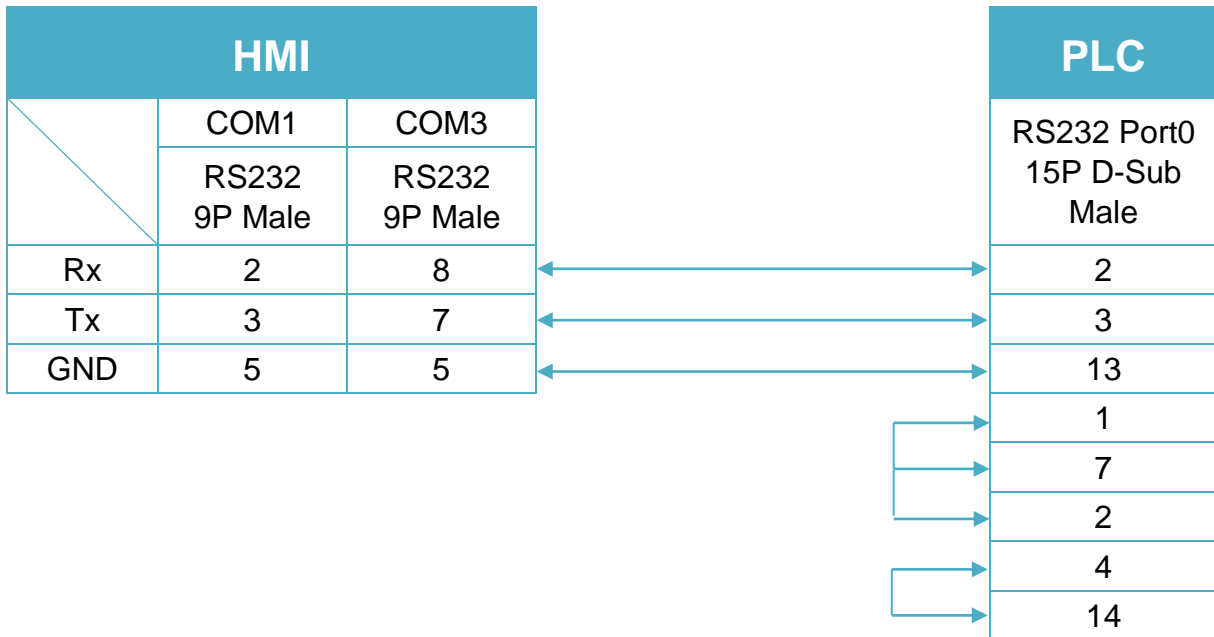 HMI
PLC
COM1 COM3
RS232 Port0
15P D-Sub
Male
RS232 RS232
9P Male 9P Male
Rx 2 8 2
Tx 3 7 3
GND 5 5 13
1
7
2
4
14